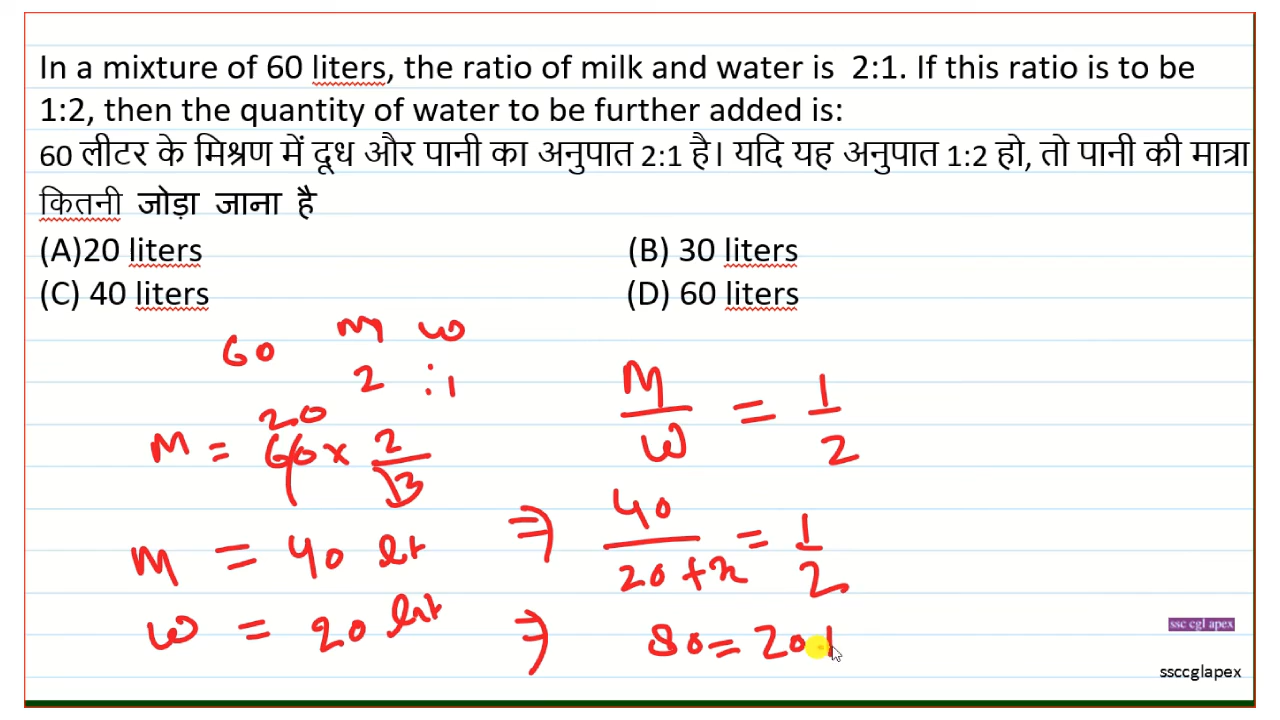 In a mixture of 60 liters, the ratio of milk and water is 2:1. If this ratio is to be
1:2, then the quantity of water to be further added is:
60 लीटर के मिश्रण में दूध और पानी का अनुपात 2:1 है। यदि यह अनुपात 1:2 हो, तो पानी की मात्रा
कितनी जोड़ा जाना है
(A)20 liters (B) 30 liters
(C) 40 liters (D) 60 liters
60 M W
2 : 1
M = 60 × 2/3
20
M = 40 lt
W = 20 lit
M/W = 1/2
⇒ 40/20+x = 1/2
⇒ 80 = 20
ssc cgl apex
ssccglapex